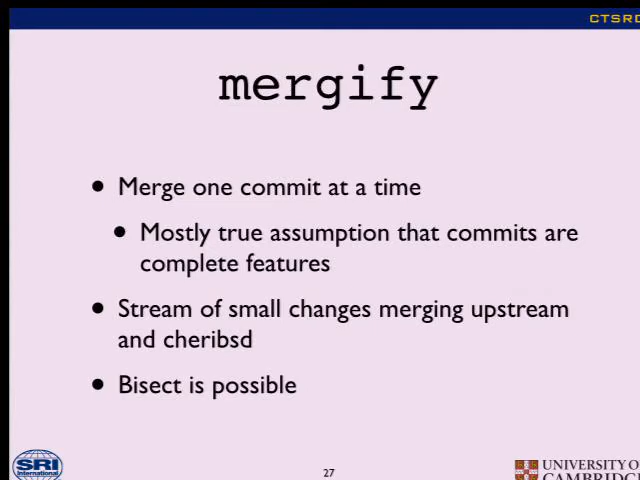 CTSRD
mergify
• Merge one commit at a time
• Mostly true assumption that commits are
complete features
• Stream of small changes merging upstream
and cheribsd
• Bisect is possible
SRI
International
27
UNIVERSITY OF
CAMBRIDGE